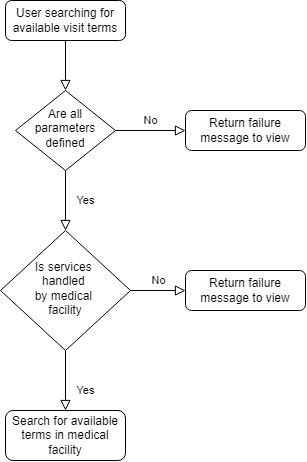 User searching for
available visit terms
Are all
parameters
defined
No
Return failure
message to view
Yes
Is services
handled
by medical
facility
No
Return failure
message to view
Yes
Search for available
terms in medical
facility